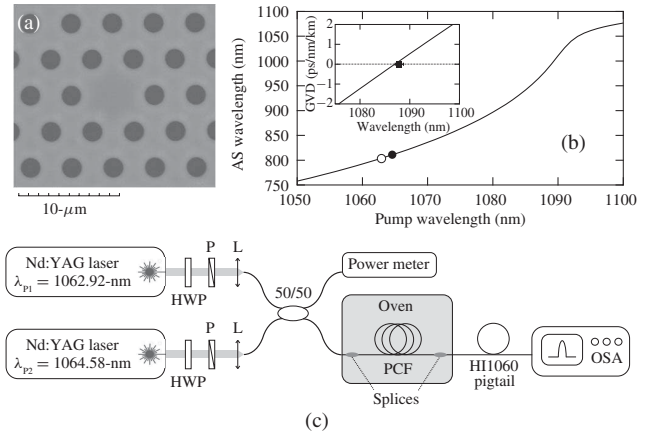 (a)
10-μm
AS wavelength (nm)
1100
1050
1000
950
900
850
800
750
1050
1060
1070
1080
1090
1100
Pump wavelength (nm)
(b)
GVD (ps/nm/km)
2
1
0
−1
−2
1080
1090
1100
Wavelength (nm)
Nd:YAG laser
λP1 = 1062.92-nm
HWP
P
L
Nd:YAG laser
λP2 = 1064.58-nm
HWP
P
L
50/50
Power meter
Oven
PCF
Splices
HI1060
pigtail
OSA
(c)